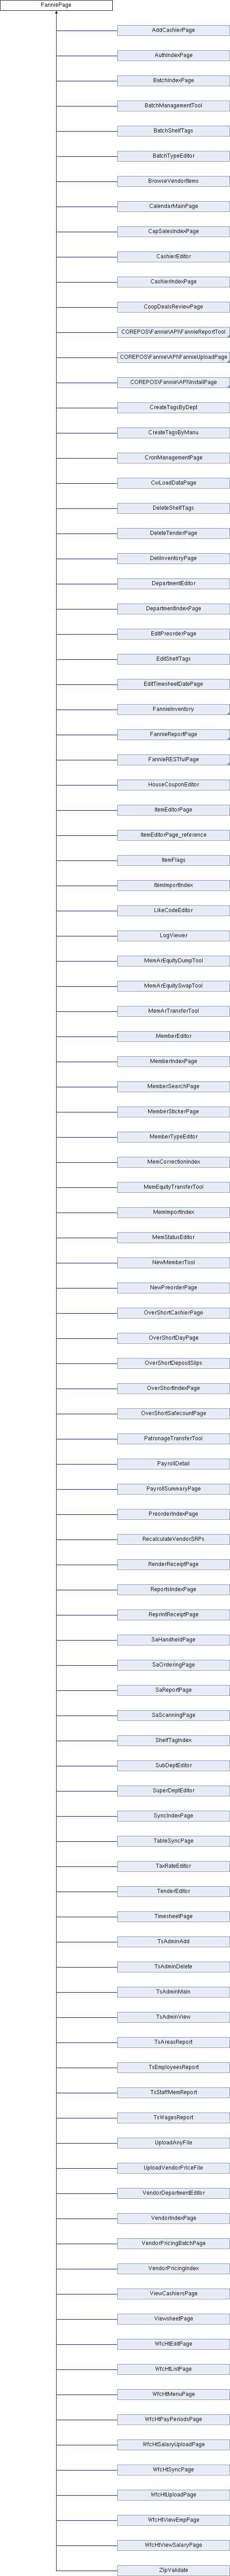 FanniePage
AddCashierPage
AuthIndexPage
BatchIndexPage
BatchManagementTool
BatchShelfTags
BatchTypeEditor
BrowseVendorItems
CalendarMainPage
CapSalesIndexPage
CashierEditor
CashierIndexPage
CoopDealsReviewPage
COREPOS\Fannie\API\FannieReportTool
COREPOS\Fannie\API\FannieUploadPage
COREPOS\Fannie\API\InstallPage
CreateTagsByDept
CreateTagsByManu
CronManagementPage
CwLoadDataPage
DeleteShelfTags
DeleteTenderPage
DeliInventoryPage
DepartmentEditor
DepartmentIndexPage
EditPreorderPage
EditShelfTags
EditTimesheetDatePage
FannieInventory
FannieReportPage
FannieRESTfulPage
HouseCouponEditor
ItemEditorPage
ItemEditorPage_reference
ItemFlags
ItemImportIndex
LikeCodeEditor
LogViewer
MemArEquityDumpTool
MemArEquitySwapTool
MemArTransferTool
MemberEditor
MemberIndexPage
MemberSearchPage
MemberStickerPage
MemberTypeEditor
MemCorrectionIndex
MemEquityTransferTool
MemImportIndex
MemStatusEditor
NewMemberTool
NewPreorderPage
OverShortCashierPage
OverShortDayPage
OverShortDepositSlips
OverShortIndexPage
OverShortSafecountPage
PatronageTransferTool
PayrollDetail
PayrollSummaryPage
PreorderIndexPage
RecalculateVendorSRPs
RenderReceiptPage
ReportsIndexPage
ReprintReceiptPage
SaHandheldPage
SaOrderingPage
SaReportPage
SaScanningPage
ShelfTagIndex
SubDeptEditor
SuperDeptEditor
SyncIndexPage
TableSyncPage
TaxRateEditor
TenderEditor
TimesheetPage
TsAdminAdd
TsAdminDelete
TsAdminMain
TsAdminView
TsAreasReport
TsEmployeesReport
TsStaffMemReport
TsWagesReport
UploadAnyFile
UploadVendorPriceFile
VendorDepartmentEditor
VendorIndexPage
VendorPricingBatchPage
VendorPricingIndex
ViewCashiersPage
ViewsheetPage
WfcHtEditPage
WfcHtListPage
WfcHtMenuPage
WfcHtPayPeriodsPage
WfcHtSalaryUploadPage
WfcHtSyncPage
WfcHtUploadPage
WfcHtViewEmpPage
WfcHtViewSalaryPage
ZipValidate